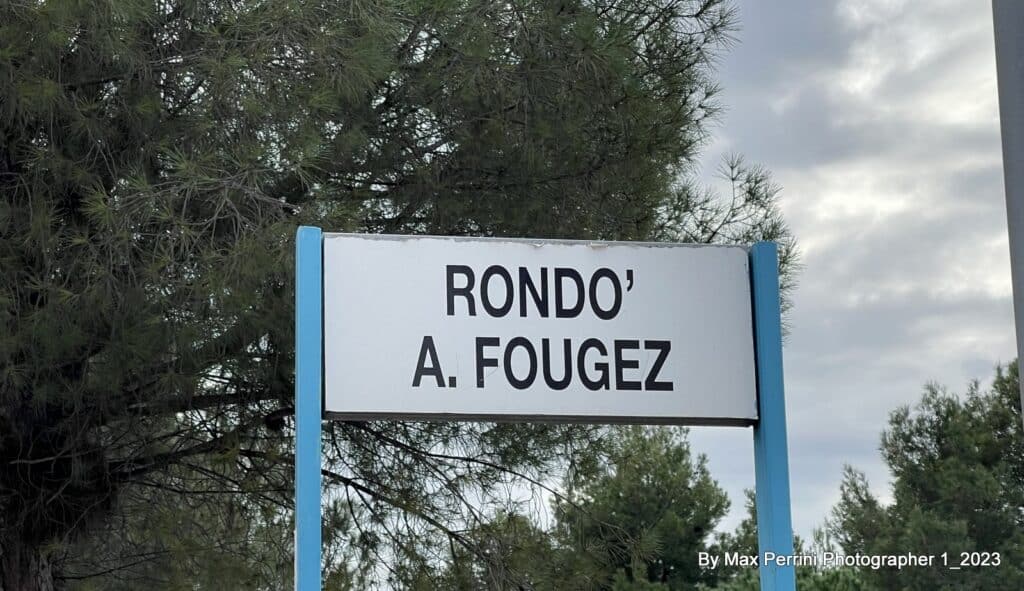 RONDO’
A. FOUGEZ
By Max Perrini Photographer 1_2023